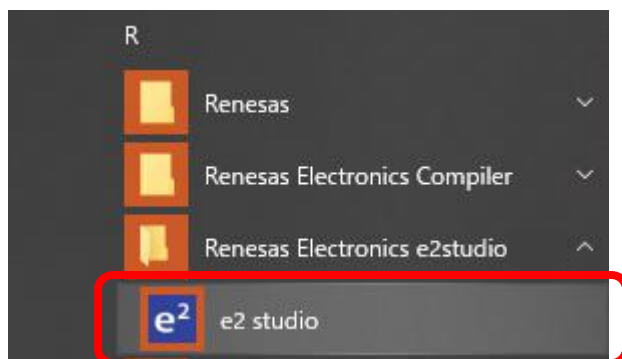 R
Renesas
Renesas Electronics Compiler
Renesas Electronics e2studio
e² e2 studio